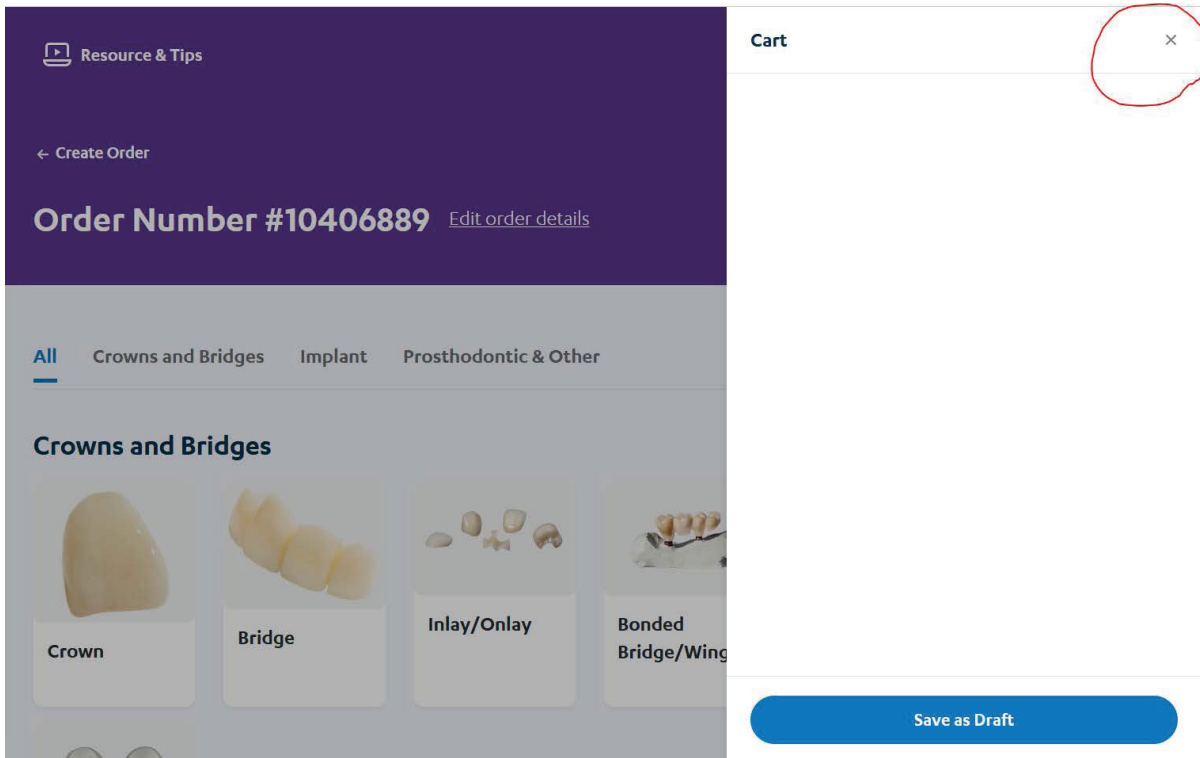 Resource & Tips
← Create Order
Order Number #10406889 Edit order details
All Crowns and Bridges Implant Prosthodontic & Other
Crowns and Bridges
Crown
Bridge
Inlay/Onlay
Bonded
Bridge/Wing
Cart ×
Save as Draft